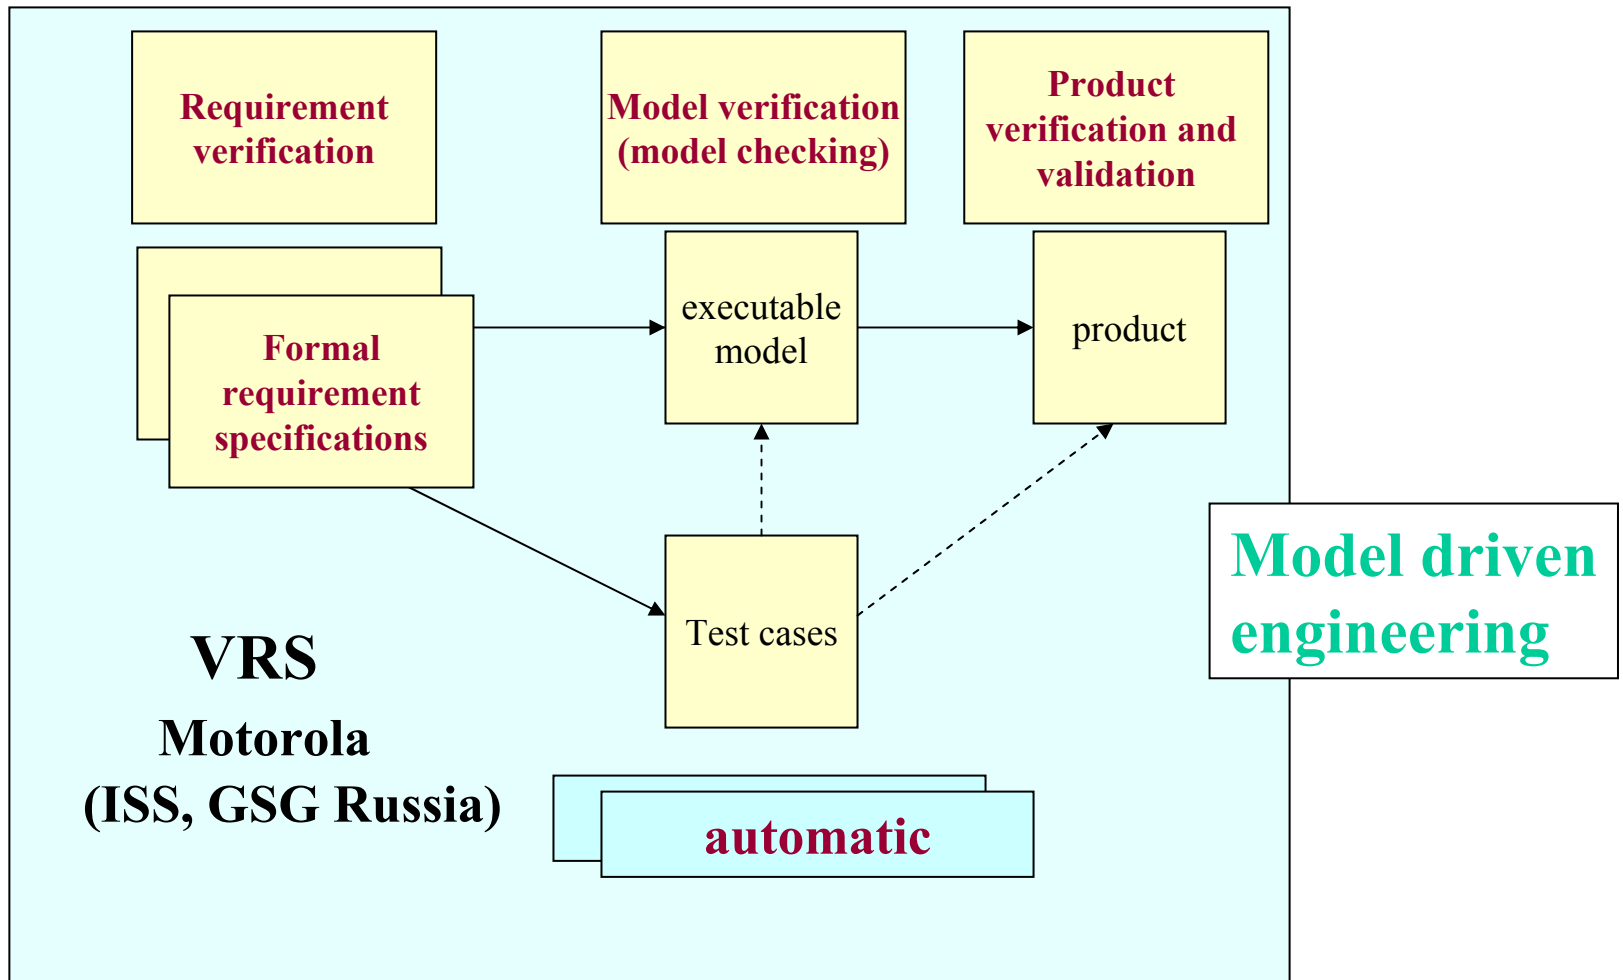 Requirement
verification
Model verification
(model checking)
Product
verification and
validation
Formal
requirement
specifications
executable
model
product
Test cases
Model driven
engineering
VRS
Motorola
(ISS, GSG Russia)
automatic